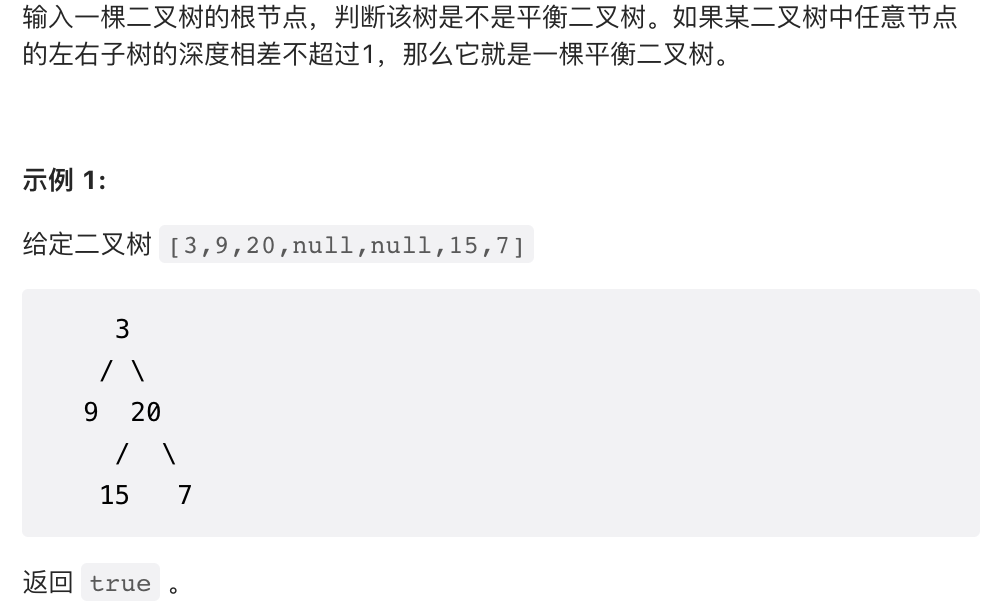 输入一棵二叉树的根节点，判断该树是不是平衡二叉树。如果某二叉树中任意节点
的左右子树的深度相差不超过1，那么它就是一棵平衡二叉树。
示例 1:
给定二叉树 [3,9,20,null,null,15,7]
3
/ \
9 20
/ \
15 7
返回 true 。